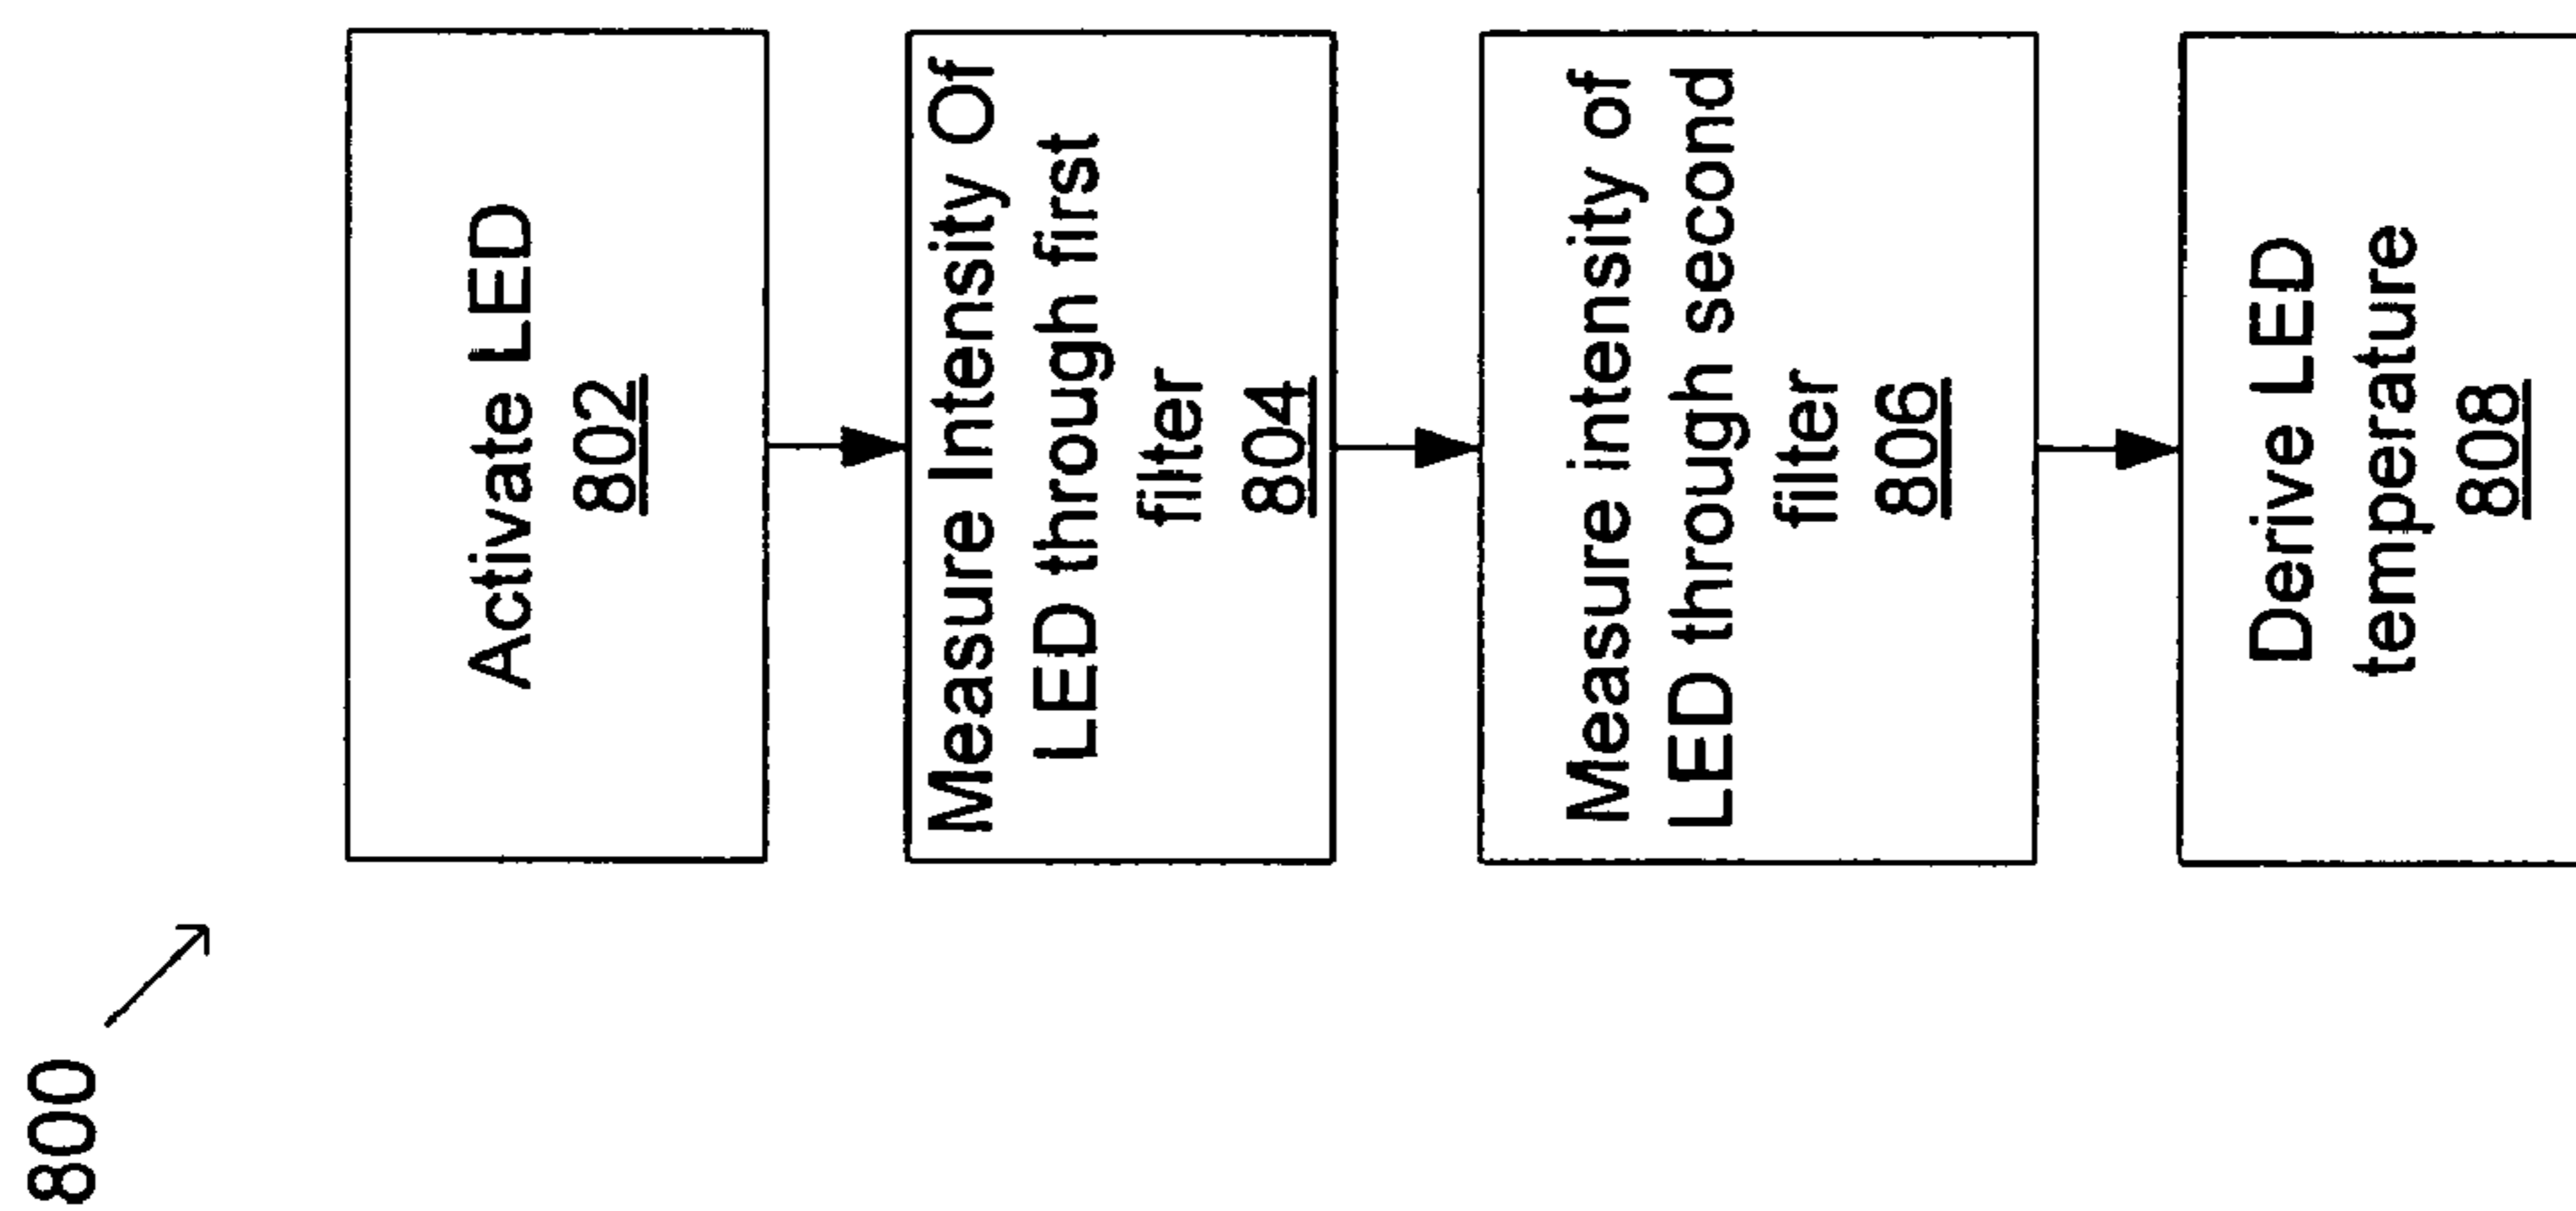 800
Activate LED
802
Measure Intensity Of
LED through first
filter
804
Measure intensity of
LED through second
filter
806
Derive LED
temperature
808